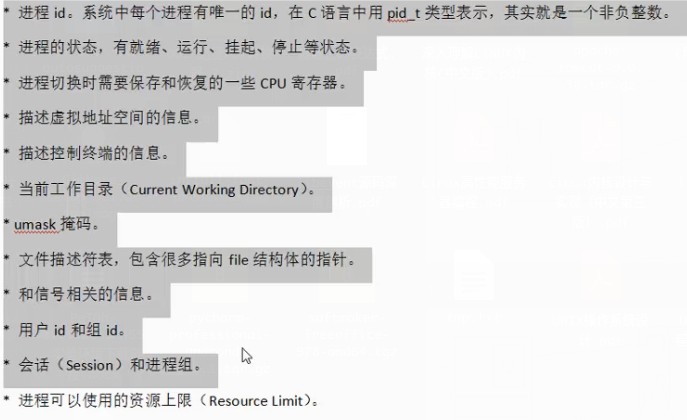 * 进程 id。系统中每个进程有唯一的 id，在 C 语言中用 pid_t 类型表示，其实就是一个非负整数。
* 进程的状态，有就绪、运行、挂起、停止等状态。
* 进程切换时需要保存和恢复的一些 CPU 寄存器。
* 描述虚拟地址空间的信息。
* 描述控制终端的信息。
* 当前工作目录（Current Working Directory）。
* umask 掩码。
* 文件描述符表，包含很多指向 file 结构体的指针。
* 和信号相关的信息。
* 用户 id 和组 id。
* 会话（Session）和进程组。
* 进程可以使用的资源上限（Resource Limit）。